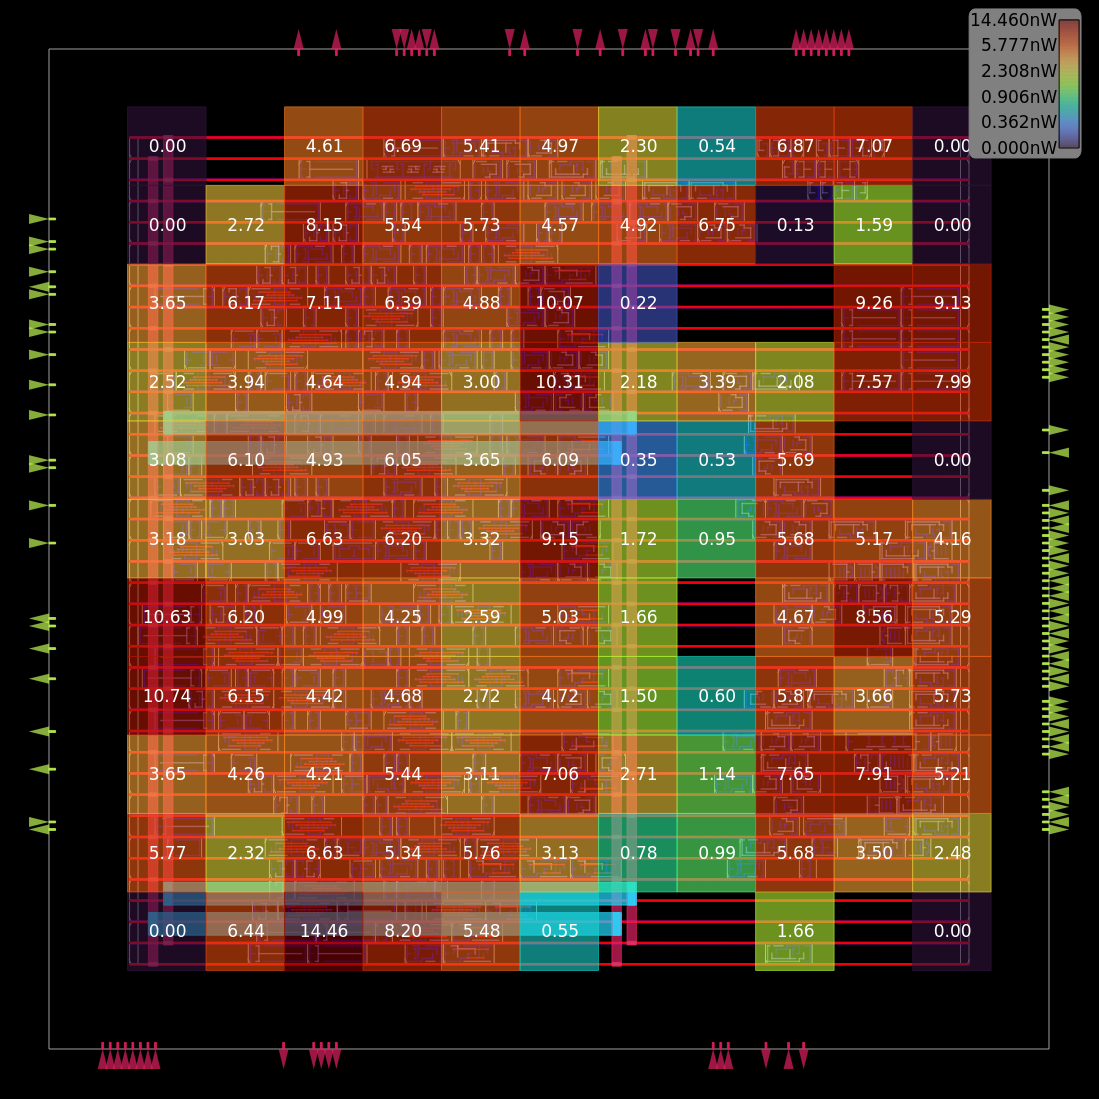 14.460nW
5.777nW
2.308nW
0.906nW
0.362nW
0.000nW
0.00 4.61 6.69 5.41 4.97 2.30 0.54 6.87 7.07 0.00
0.00 2.72 8.15 5.54 5.73 4.57 4.92 6.75 0.13 1.59 0.00
3.65 6.17 7.11 6.39 4.88 10.07 0.22 9.26 9.13
2.52 3.94 4.64 4.94 3.00 10.31 2.18 3.39 2.08 7.57 7.99
3.08 6.10 4.93 6.05 3.65 6.09 0.35 0.53 5.69 0.00
3.18 3.03 6.63 6.20 3.32 9.15 1.72 0.95 5.68 5.17 4.16
10.63 6.20 4.99 4.25 2.59 5.03 1.66 4.67 8.56 5.29
10.74 6.15 4.42 4.68 2.72 4.72 1.50 0.60 5.87 3.66 5.73
3.65 4.26 4.21 5.44 3.11 7.06 2.71 1.14 7.65 7.91 5.21
5.77 2.32 6.63 5.34 5.76 3.13 0.78 0.99 5.68 3.50 2.48
0.00 6.44 14.46 8.20 5.48 0.55 1.66 0.00